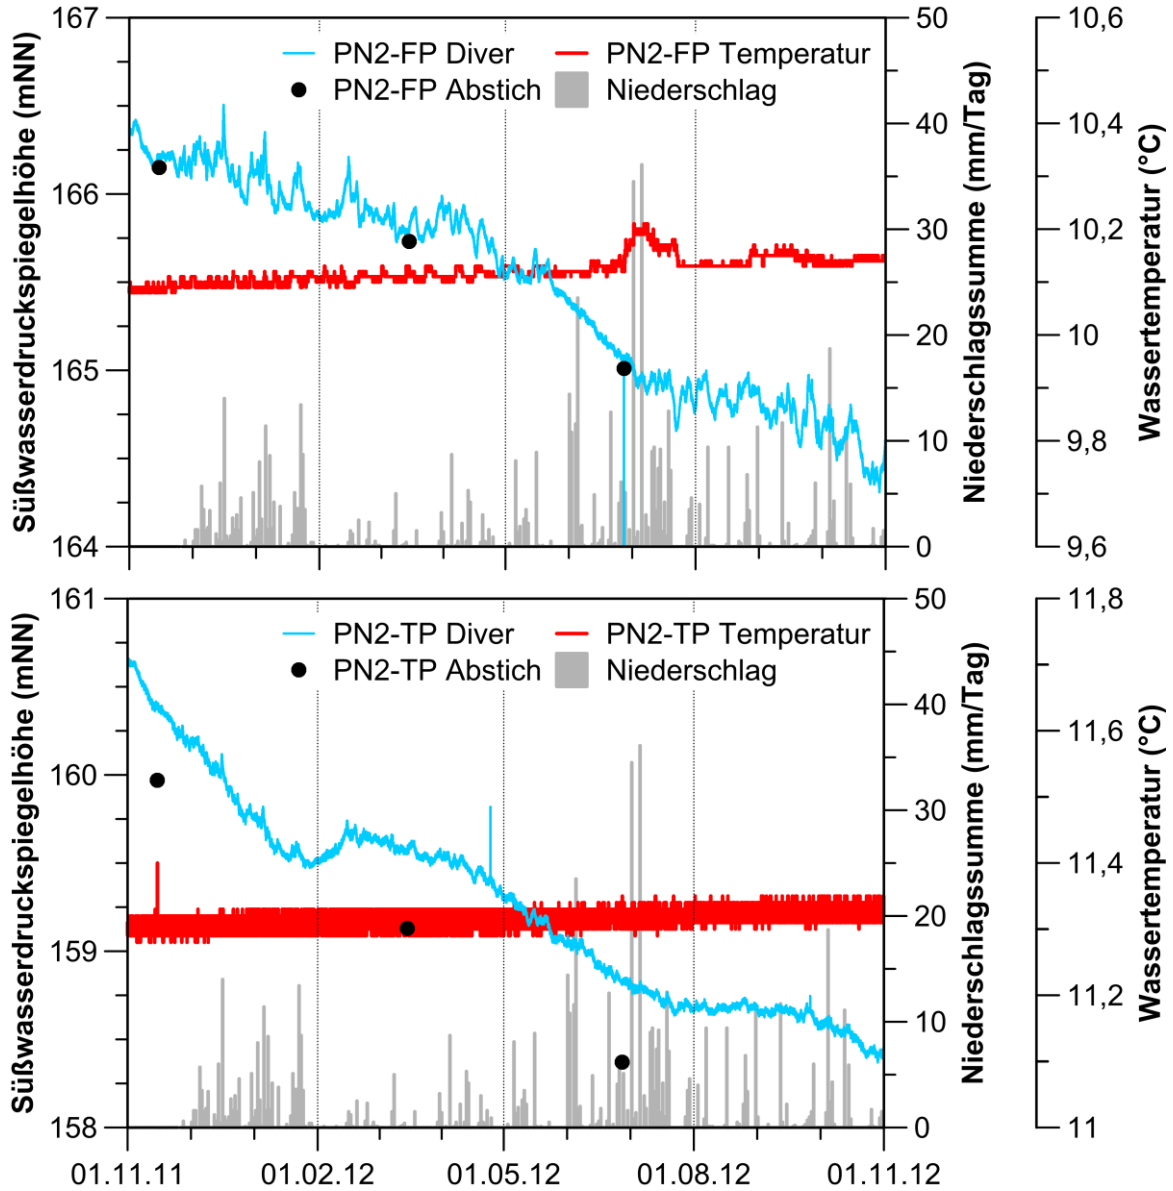 Süßwasserdruckspiegelhöhe (mNN)
167
166
165
164
PN2-FP Diver
PN2-FP Temperatur
PN2-FP Abstich
Niederschlag
50
40
30
20
10
0
Niederschlagssumme (mm/Tag)
10,6
10,4
10,2
10
9,8
9,6
Wassertemperatur (°C)
Süßwasserdruckspiegelhöhe (mNN)
161
160
159
158
PN2-TP Diver
PN2-TP Temperatur
PN2-TP Abstich
Niederschlag
50
40
30
20
10
0
Niederschlagssumme (mm/Tag)
11,8
11,6
11,4
11,2
11
Wassertemperatur (°C)
01.11.11
01.02.12
01.05.12
01.08.12
01.11.12